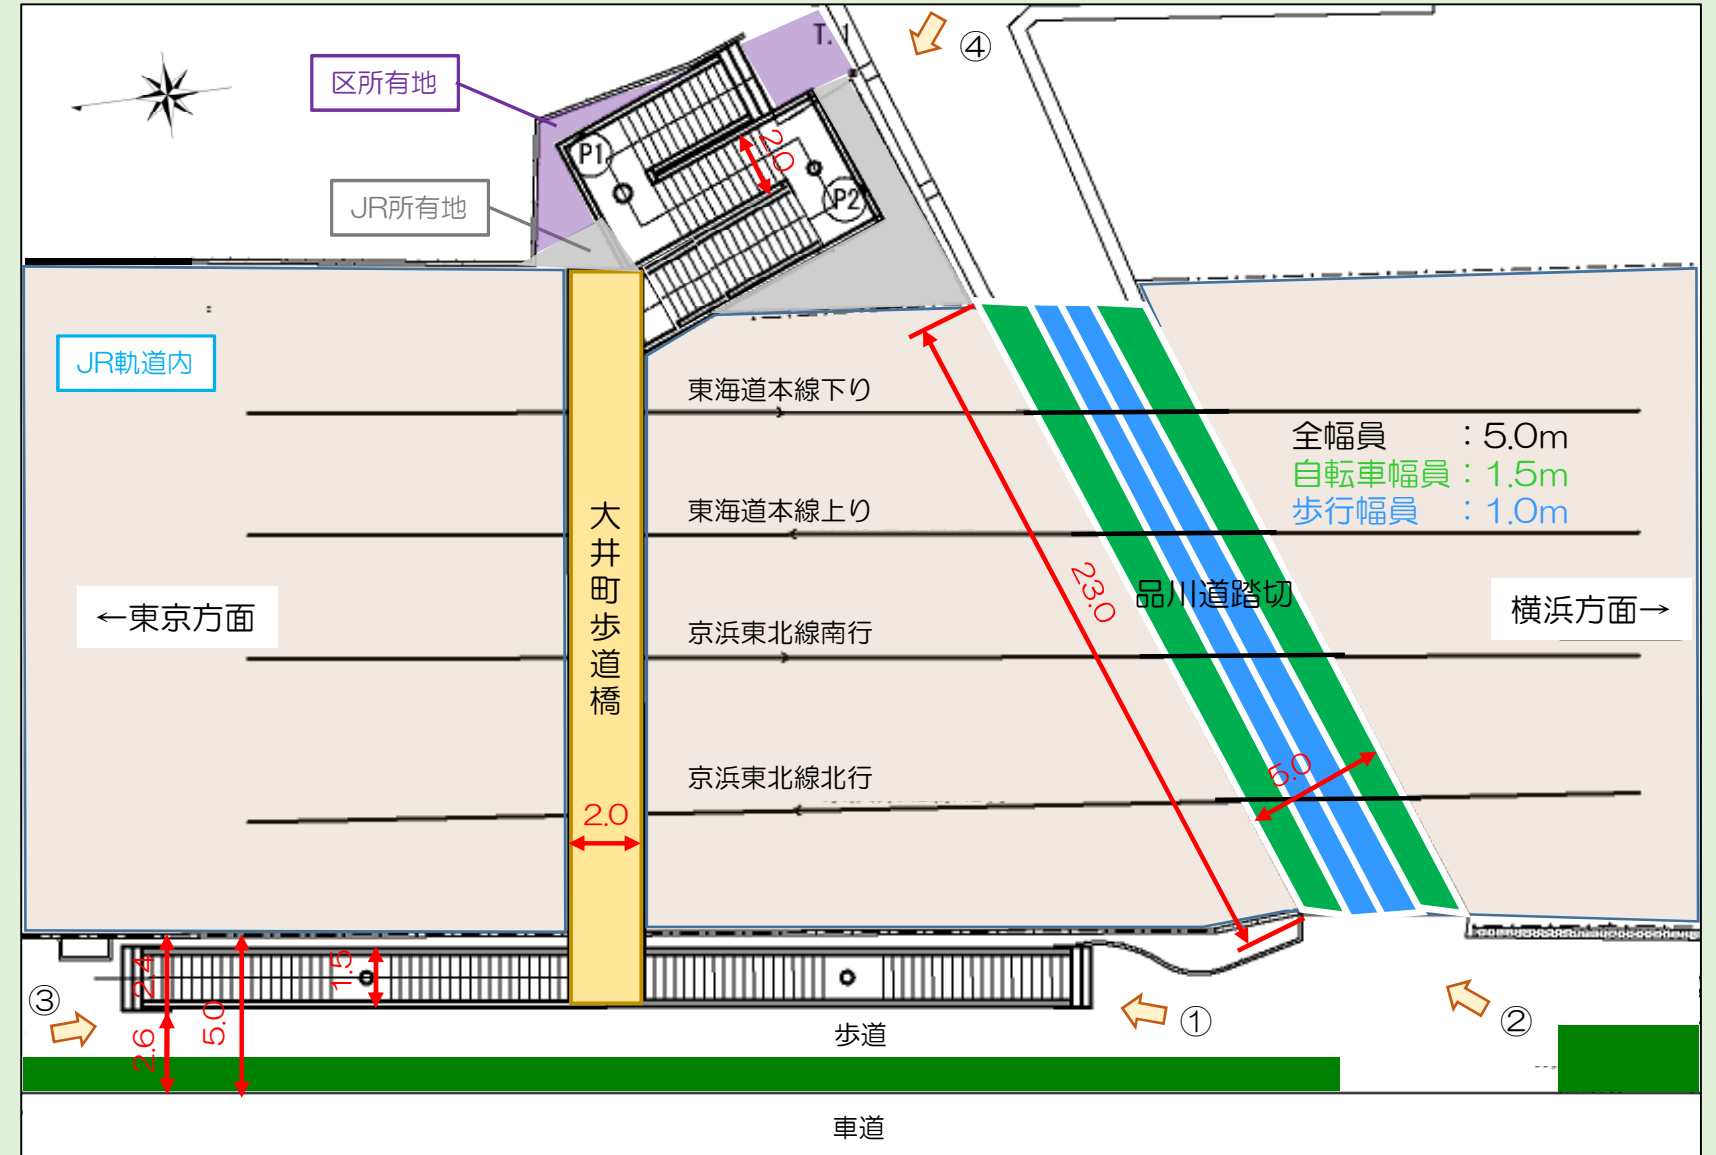 T.1
④
区所有地
P1
2.0
P2
JR所有地
JR軌道内
東海道本線下り
全幅員　　：5.0m
自転車幅員：1.5m
歩行幅員　：1.0m
東海道本線上り
大井町歩道橋
23.0
品川道踏切
←東京方面
横浜方面→
京浜東北線南行
京浜東北線北行
5.0
2.0
2.4
1.5
③
2.6
5.0
①
②
歩道
車道